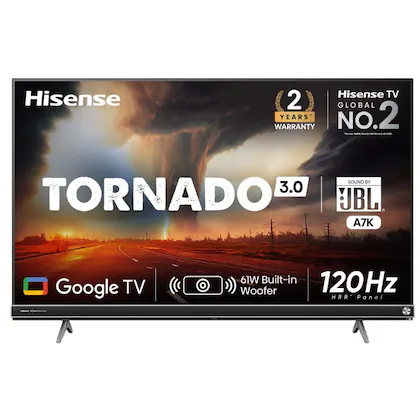 Hisense
2
YEARS*
WARRANTY
Hisense TV
GLOBAL
NO.2
TORNADO 3.0
SOUND BY
JBL
A7K
Google TV
61W Built-in
Woofer
120Hz
HRR* Panel